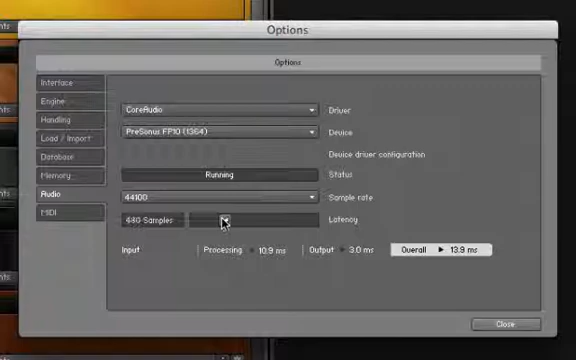 Options
Options
Interface
Engine
Handling
Load / Import
Database
Memory
Audio
MIDI
CoreAudio Driver
PreSonus FP10 (1364) Device
Device driver configuration
Running Status
44100 Sample rate
480 Samples Latency
Input Processing 10.9 ms Output 3.0 ms Overall 13.9 ms
Close